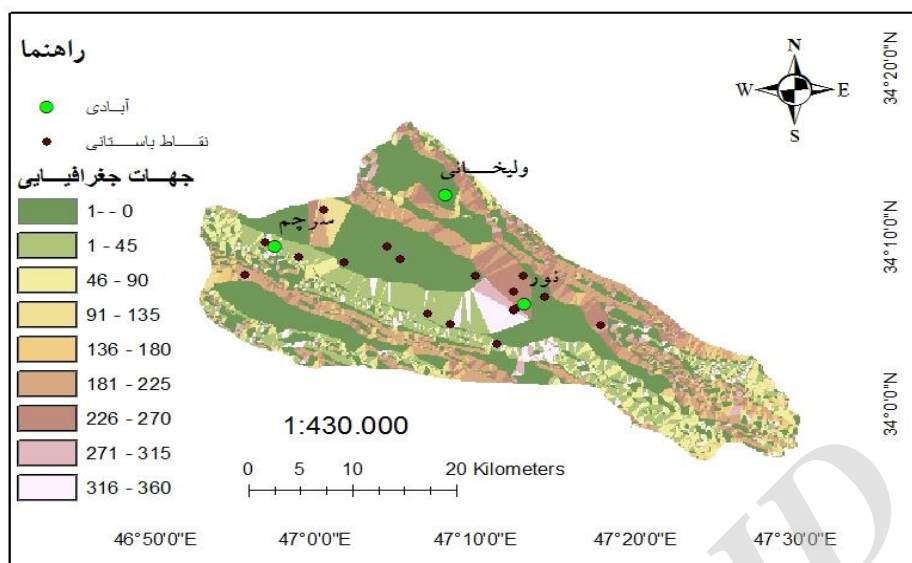 راهنما
آبادی
نقاط باستانی
جهات جغرافیایی
1- - 0
1 - 45
46 - 90
91 - 135
136 - 180
181 - 225
226 - 270
271 - 315
316 - 360
N
W E
S
ولیخانی
سرچم
نور
1:430.000
0 5 10 20 Kilometers
34°20'0"N
34°10'0"N
34°0'0"N
46°50'0"E 47°0'0"E 47°10'0"E 47°20'0"E 47°30'0"E